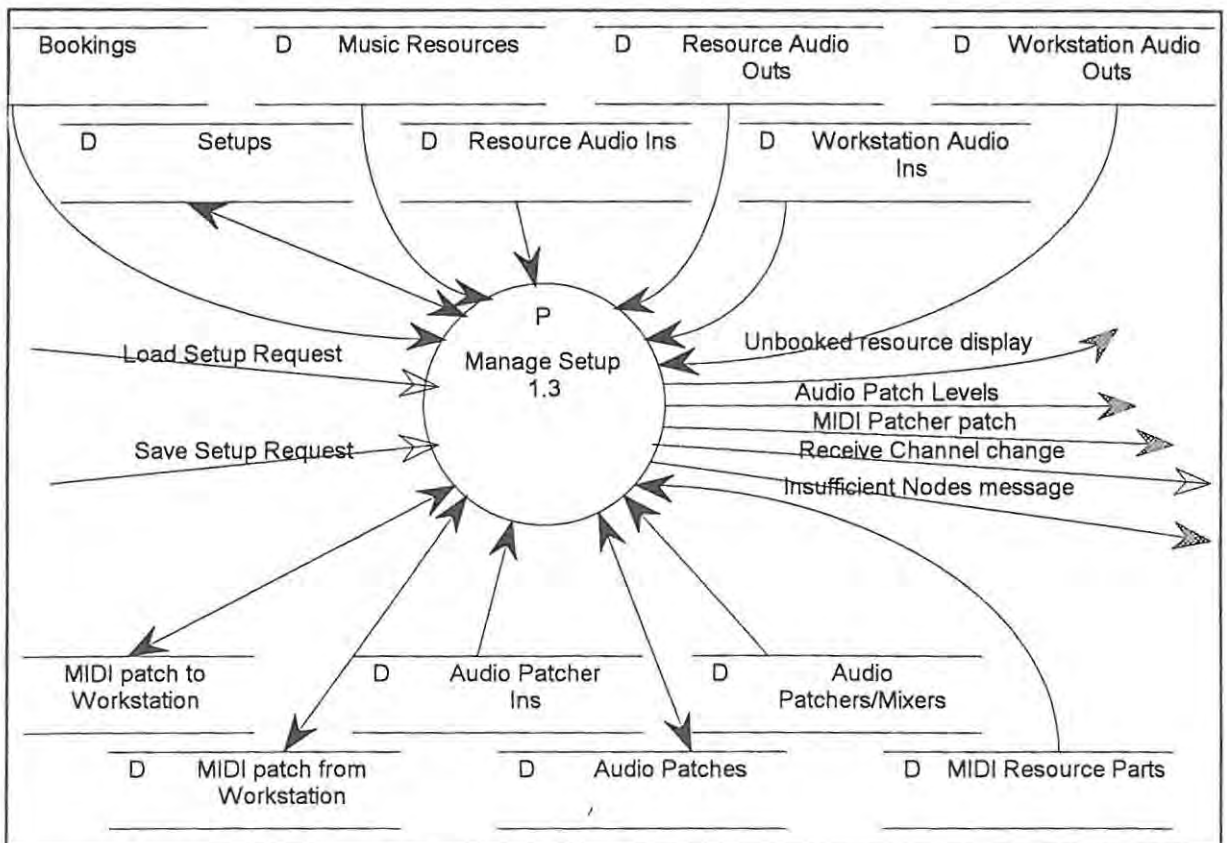 Bookings
D Music Resources
D Resource Audio
Outs
D Workstation Audio
Outs
D Setups
D Resource Audio Ins
D Workstation Audio
Ins
P
Manage Setup
1.3
Load Setup Request
Save Setup Request
Unbooked resource display
Audio Patch Levels
MIDI Patcher patch
Receive Channel change
Insufficient Nodes message
MIDI patch to
Workstation
D Audio Patcher
Ins
D Audio
Patchers/Mixers
D MIDI patch from
Workstation
D Audio Patches
D MIDI Resource Parts